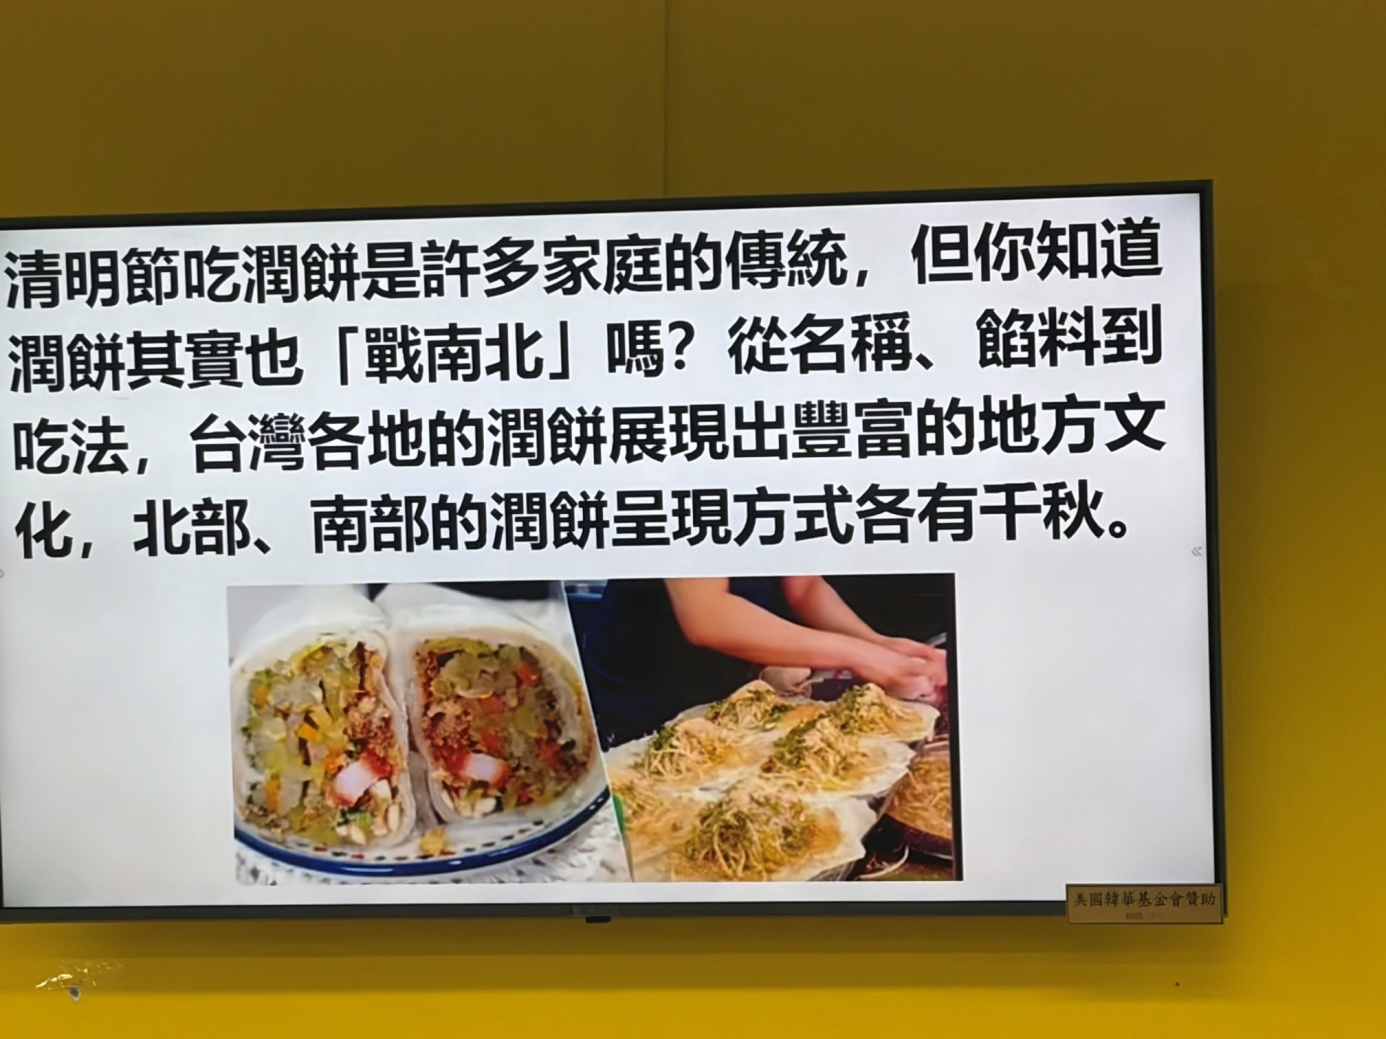 清明節吃潤餅是許多家庭的傳統，但你知道
潤餅其實也「戰南北」嗎？從名稱、餡料到
吃法，台灣各地的潤餅展現出豐富的地方文
化，北部、南部的潤餅呈現方式各有千秋。
美國韓華基金會贊助